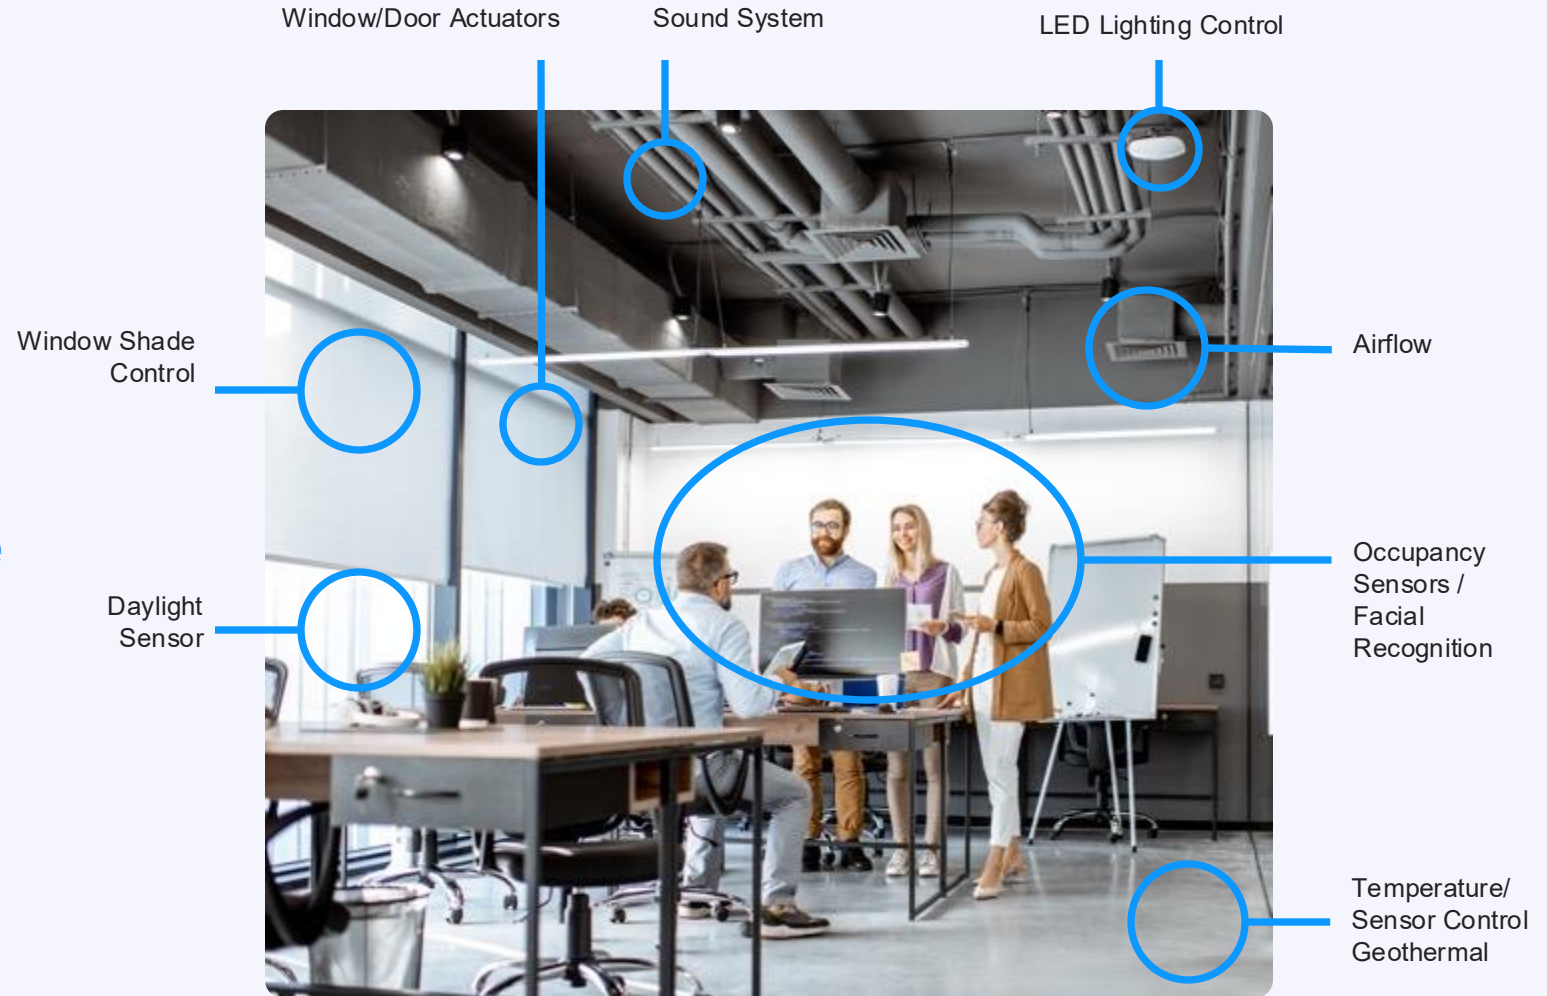 Window/Door Actuators
Sound System
LED Lighting Control
Window Shade
Control
Airflow
Daylight
Sensor
Occupancy
Sensors /
Facial
Recognition
Temperature/
Sensor Control
Geothermal